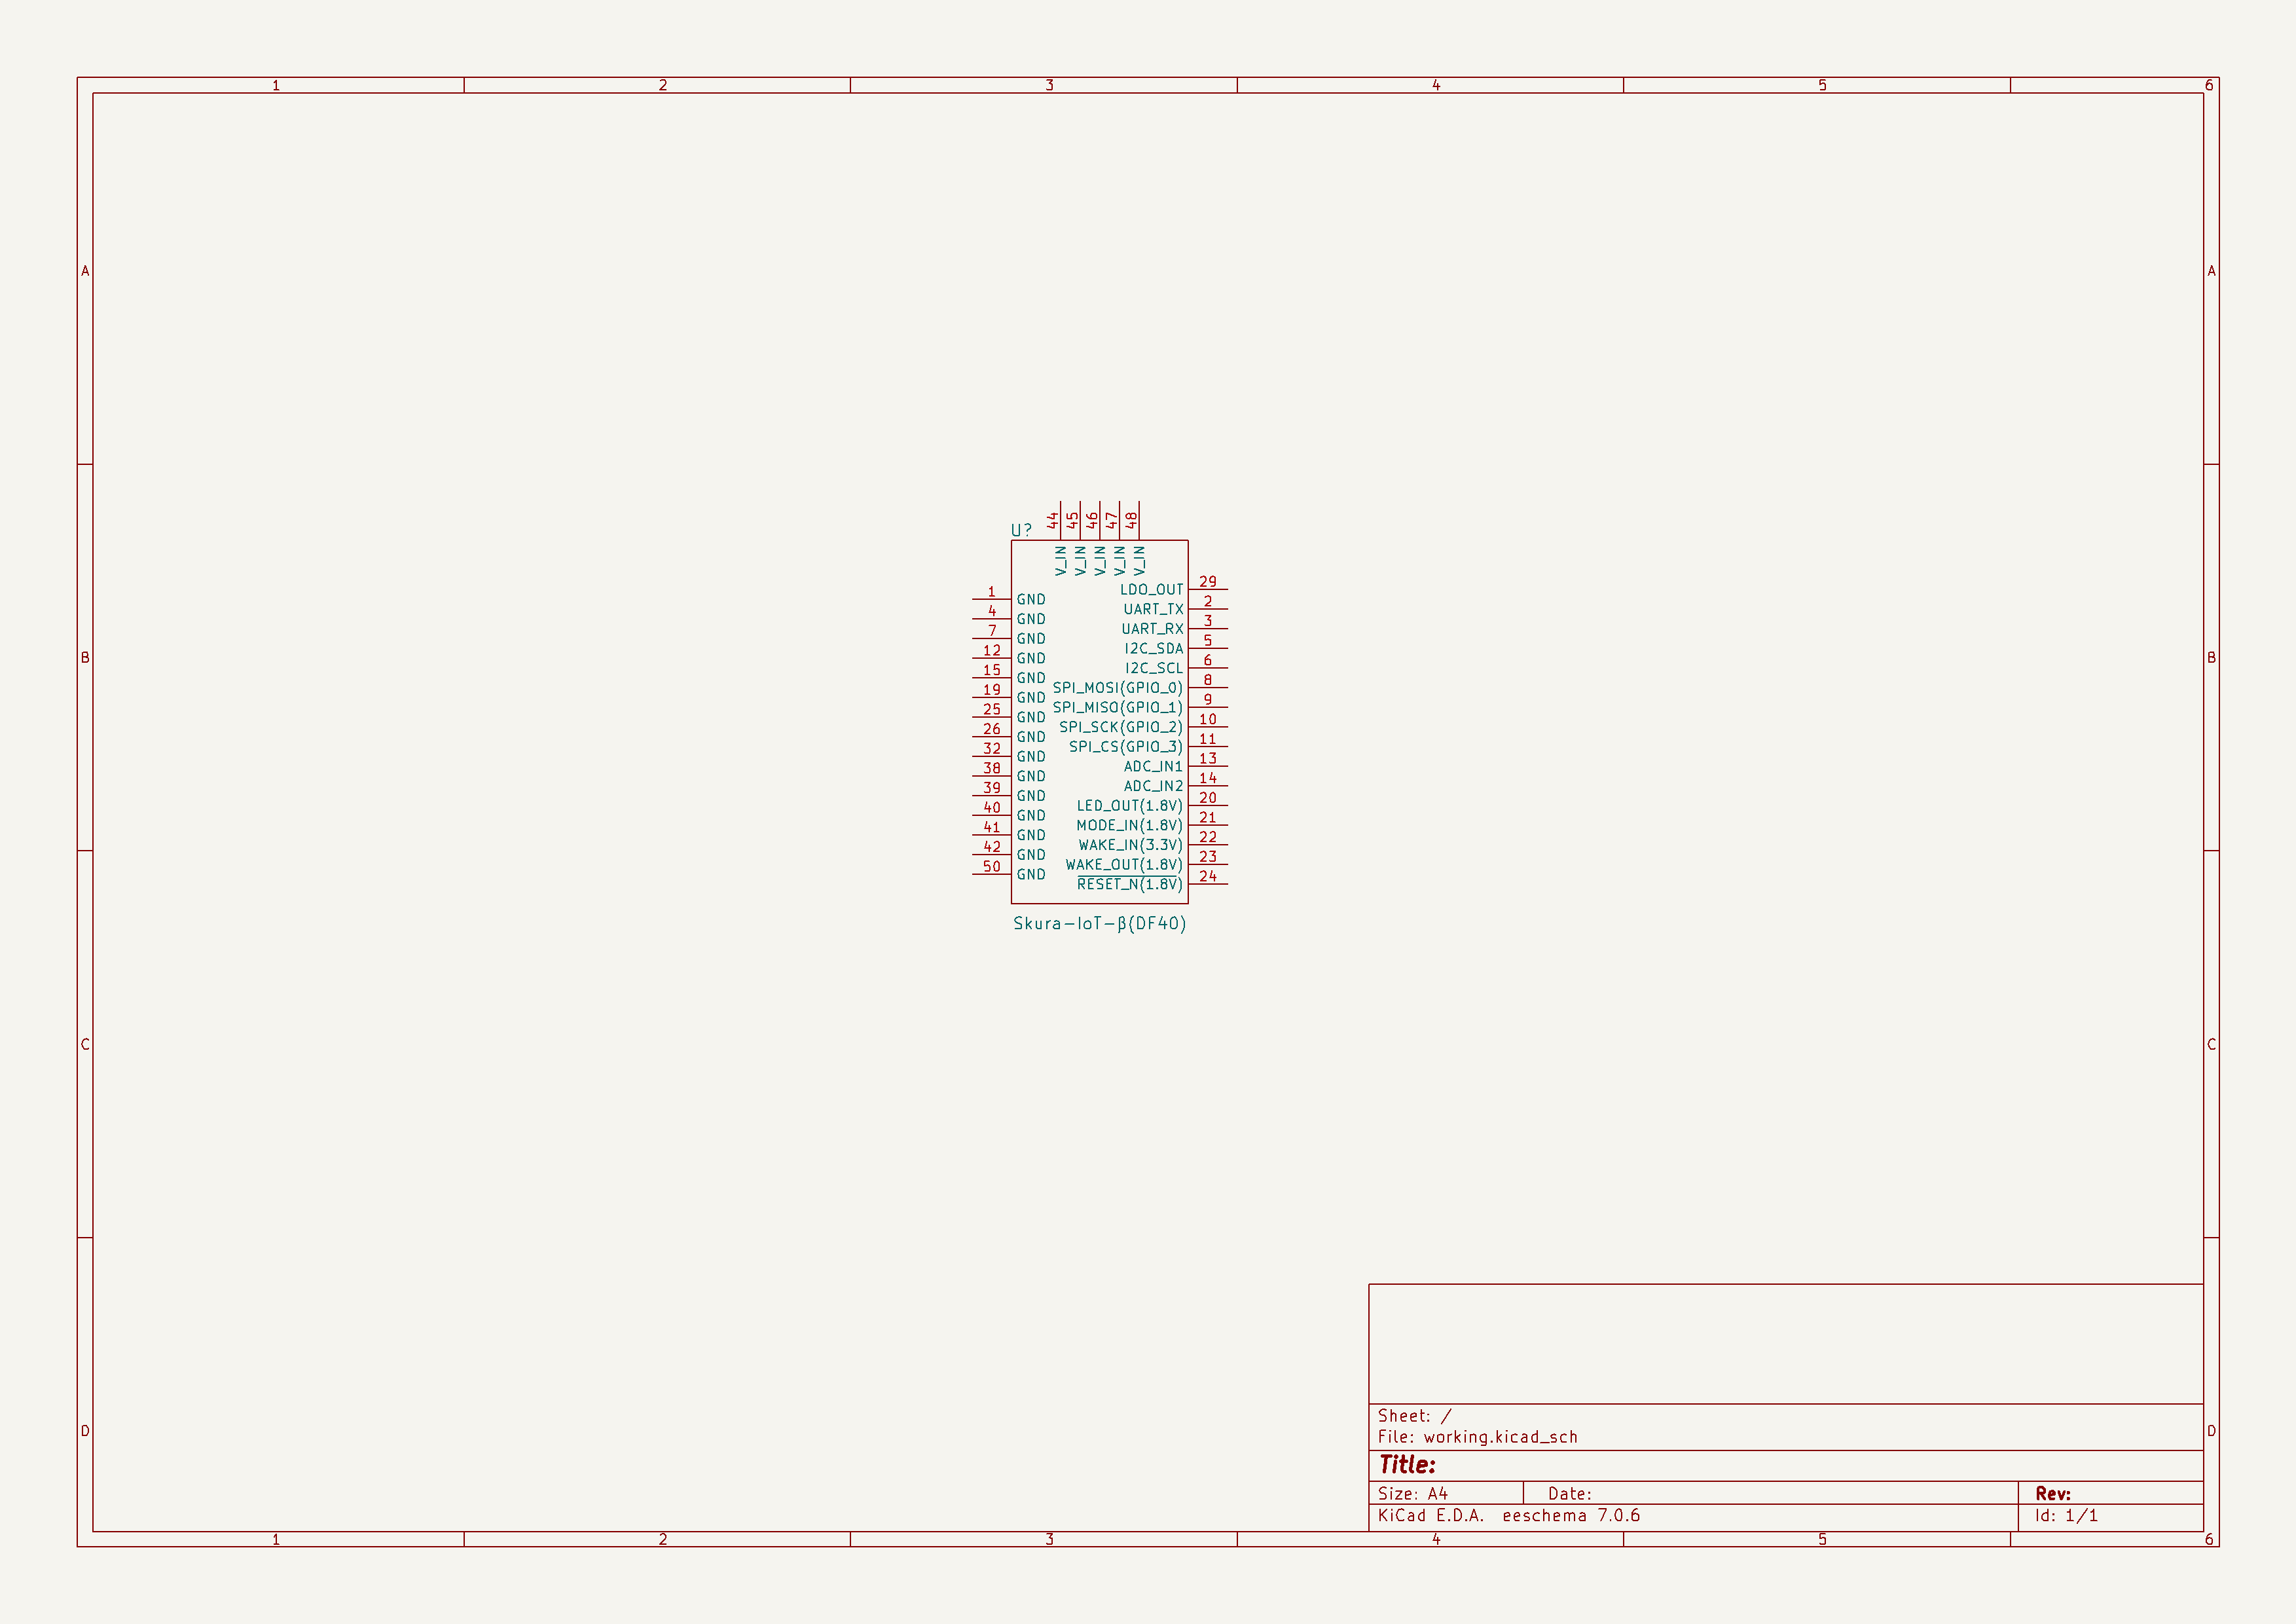 1 2 3 4 5 6
A A
44 45 46 47 48
U?
V_IN V_IN V_IN V_IN V_IN
29 LDO_OUT
1 GND
2 UART_TX
4 GND
3 UART_RX
7 GND
5 I2C_SDA
12 GND
B B
6 I2C_SCL
15 GND
8 SPI_MOSI(GPIO_0)
19 GND
9 SPI_MISO(GPIO_1)
25 GND
10 SPI_SCK(GPIO_2)
26 GND
11 SPI_CS(GPIO_3)
32 GND
13 ADC_IN1
38 GND
14 ADC_IN2
39 GND
20 LED_OUT(1.8V)
40 GND
21 MODE_IN(1.8V)
41 GND
22 WAKE_IN(3.3V)
42 GND
23 WAKE_OUT(1.8V)
50 GND
24 RESET_N(1.8V)
Skura-IoT-β(DF40)
C C
Sheet: /
File: working.kicad_sch
D D
Title:
Size: A4 Date: Rev:
KiCad E.D.A. eeschema 7.0.6 Id: 1/1
1 2 3 4 5 6